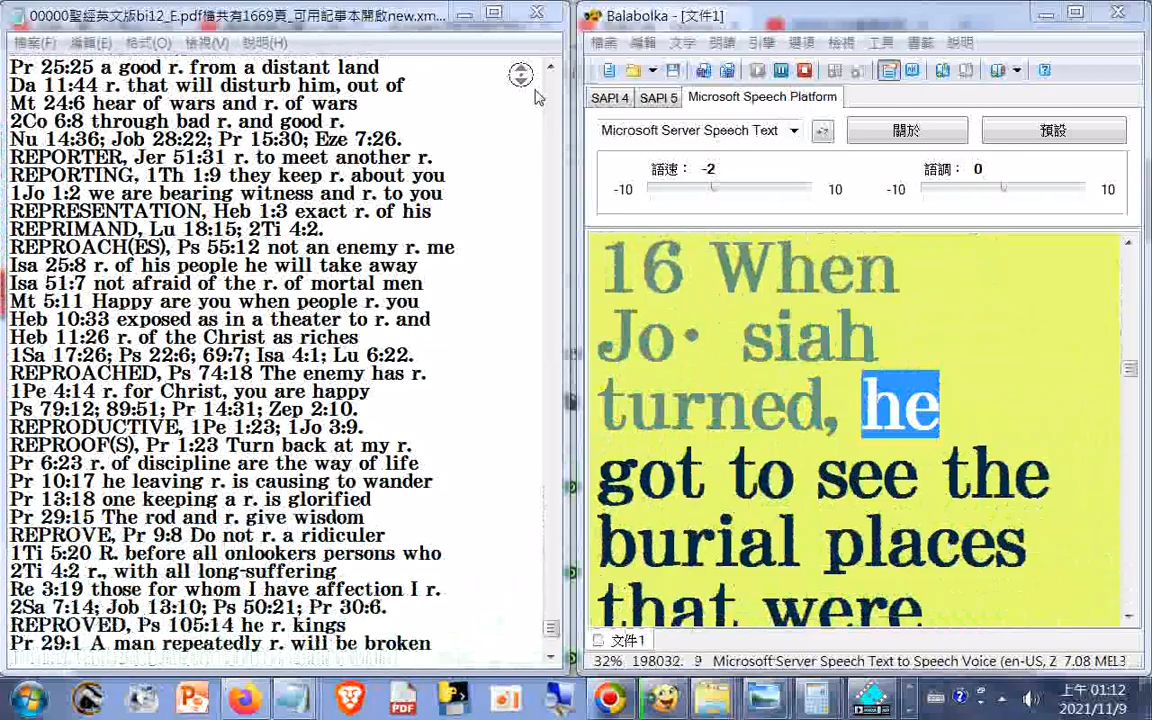 00000聖經英文版bi12_E.pdf檔共有1669頁_可用記事本開啟new.xm...
檔案(F) 編輯(E) 格式(O) 檢視(V) 說明(H)
Pr 25:25 a good r. from a distant land
Da 11:44 r. that will disturb him, out of
Mt 24:6 hear of wars and r. of wars
2Co 6:8 through bad r. and good r.
Nu 14:36; Job 28:22; Pr 15:30; Eze 7:26.
REPORTER, Jer 51:31 r. to meet another r.
REPORTING, 1Th 1:9 they keep r. about you
1Jo 1:2 we are bearing witness and r. to you
REPRESENTATION, Heb 1:3 exact r. of his
REPRIMAND, Lu 18:15; 2Ti 4:2.
REPROACH(ES), Ps 55:12 not an enemy r. me
Isa 25:8 r. of his people he will take away
Isa 51:7 not afraid of the r. of mortal men
Mt 5:11 Happy are you when people r. you
Heb 10:33 exposed as in a theater to r. and
Heb 11:26 r. of the Christ as riches
1Sa 17:26; Ps 22:6; 69:7; Isa 4:1; Lu 6:22.
REPROACHED, Ps 74:18 The enemy has r.
1Pe 4:14 r. for Christ, you are happy
Ps 79:12; 89:51; Pr 14:31; Zep 2:10.
REPRODUCTIVE, 1Pe 1:23; 1Jo 3:9.
REPROOF(S), Pr 1:23 Turn back at my r.
Pr 6:23 r. of discipline are the way of life
Pr 10:17 he leaving r. is causing to wander
Pr 13:18 one keeping a r. is glorified
Pr 29:15 The rod and r. give wisdom
REPROVE, Pr 9:8 Do not r. a ridiculer
1Ti 5:20 R. before all onlookers persons who
2Ti 4:2 r., with all long-suffering
Re 3:19 those for whom I have affection I r.
2Sa 7:14; Job 13:10; Ps 50:21; Pr 30:6.
REPROVED, Ps 105:14 he r. kings
Pr 29:1 A man repeatedly r. will be broken
Balabolka - [文件1]
檔案 編輯 文字 朗讀 引擎 選項 檢視 工具 書籤 說明
SAPI 4 SAPI 5 Microsoft Speech Platform
Microsoft Server Speech Text 關於 預設
語速： -2 語調： 0
-10 10 -10 10
16 When
Jo· siah
turned, he
got to see the
burial places
that were
文件1
32% 198032. 9 Microsoft Server Speech Text to Speech Voice (en-US, Z 7.08 MEL3
上午 01:12
2021/11/9